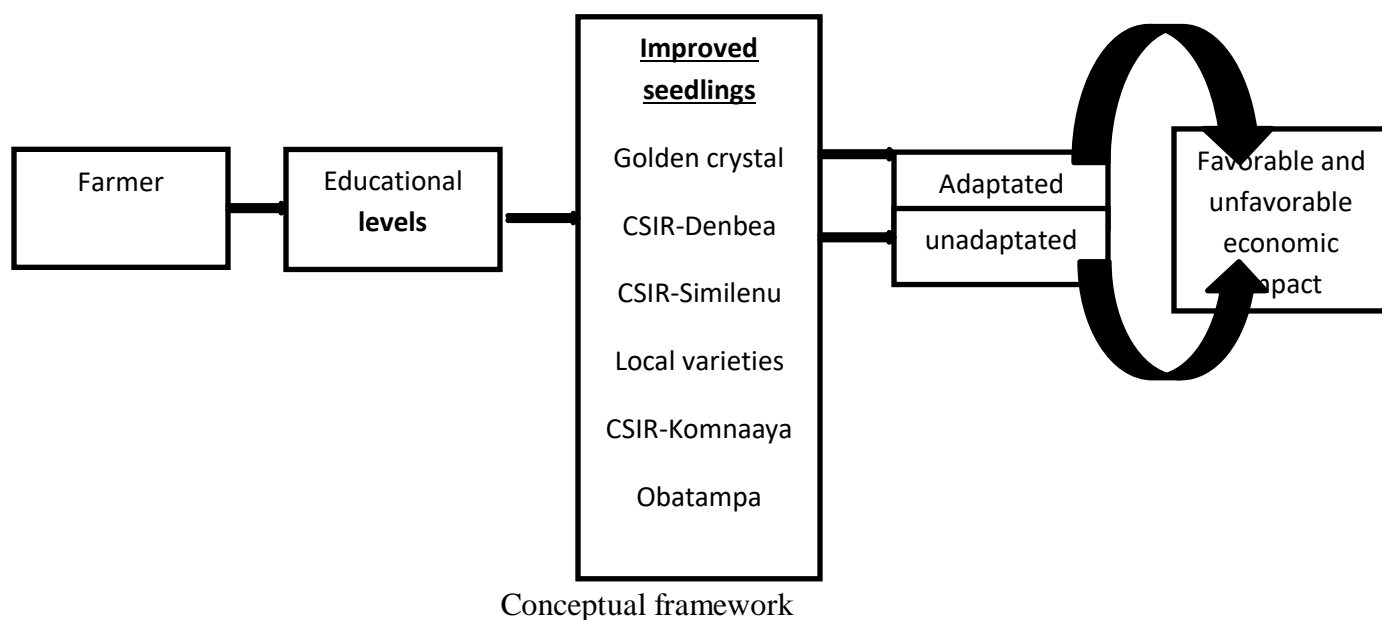 Farmer
Educational
levels
Improved
seedlings
Golden crystal
CSIR-Denbea
CSIR-Similenu
Local varieties
CSIR-Komnaaya
Obatampa
Adaptated
unadaptated
Favorable and
unfavorable
economic
mpact
Conceptual framework